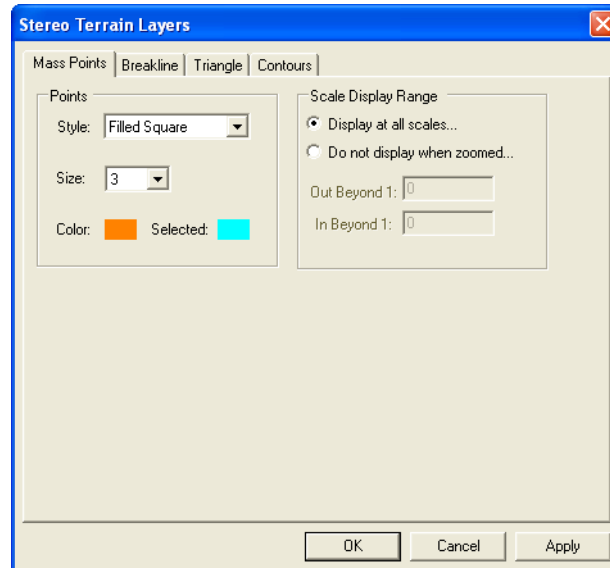 Stereo Terrain Layers
Mass Points Breakline Triangle Contours
Points
Style: Filled Square
Size: 3
Color: Selected:
Scale Display Range
Display at all scales...
Do not display when zoomed...
Out Beyond 1: 0
In Beyond 1: 0
OK Cancel Apply